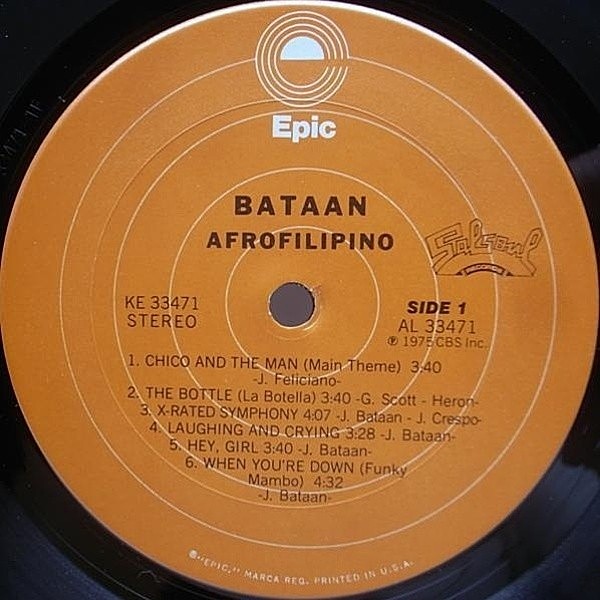 Epic
BATAAN
AFROFILIPINO
Salsoul
RECORDS
KE 33471
STEREO
SIDE 1
AL 33471
℗ 1975 CBS Inc.
1. CHICO AND THE MAN (Main Theme) 3:40
-J. Feliciano-
2. THE BOTTLE (La Botella) 3:40 -G. Scott - Heron-
3. X-RATED SYMPHONY 4:07 -J. Bataan - J. Crespo-
4. LAUGHING AND CRYING 3:28 -J. Bataan-
5. HEY, GIRL 3:40 -J. Bataan-
6. WHEN YOU'RE DOWN (Funky
Mambo) 4:32
-J. Bataan-
®"EPIC," MARCA REG. PRINTED IN U.S.A.